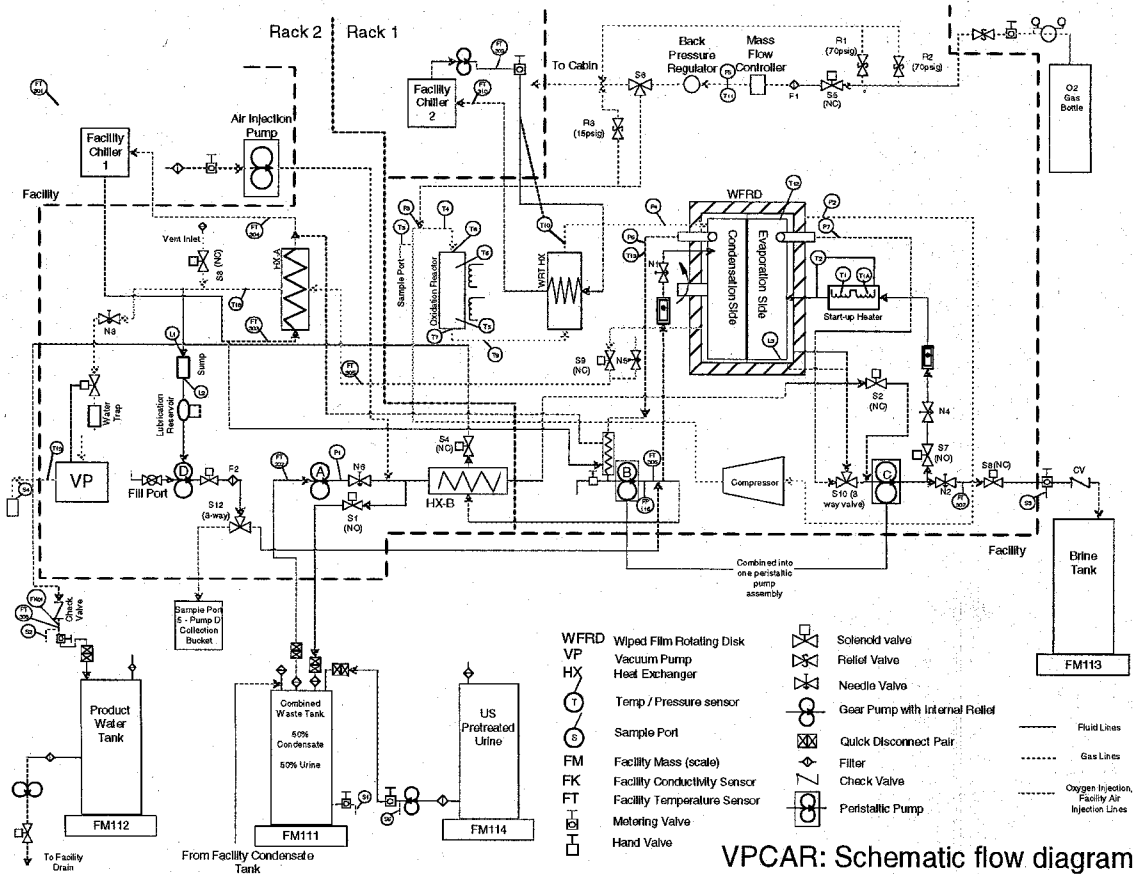 Rack 2
Rack 1
Facility
Chiller
1
Air Injection
Pump
Facility
Facility
Chiller
2
To Cabin
Back
Pressure
Regulator
Mass
Flow
Controller
R1
(70psig)
R2
(70psig)
R3
(15psig)
S6
F1
S5
(NC)
O2
Gas
Bottle
Vent Inlet
S8 (NC)
HX-A
N3
L1
Sump
Lubrication
Reservoir
Water
Trap
VP
Fill Port
D
F2
S12
(3-way)
A
P1
N6
S1
(NO)
S4
(NC)
HX-B
Sample Port
Oxidation Reactor
WRT HX
T10
WFRD
Condensation Side
Evaporation Side
N1
S9
(NC)
N5
P2
P7
T2
T1
Start-up Heater
S2
(NC)
N4
S7
(NO)
B
C
Compressor
S10 (3
way valve)
N2
S8(NC)
CV
Facility
Combined into
one peristaltic
pump
assembly
Brine
Tank
FM113
Check
Valve
Sample Port
5 - Pump D
Collection
Bucket
Product
Water
Tank
FM112
To Facility
Drain
Combined
Waste Tank
50%
Condensate
50% Urine
FM111
From Facility Condensate
Tank
US
Pretreated
Urine
FM114
WFRD Wiped Film Rotating Disk
VP Vacuum Pump
HX Heat Exchanger
T Temp / Pressure sensor
S Sample Port
FM Facility Mass (scale)
FK Facility Conductivity Sensor
FT Facility Temperature Sensor
Metering Valve
Hand Valve
Solenoid valve
Relief Valve
Needle Valve
Gear Pump with Internal Relief
Quick Disconnect Pair
Filter
Check Valve
Peristaltic Pump
Fluid Lines
Gas Lines
Oxygen Injection,
Facility Air
Injection Lines
VPCAR: Schematic flow diagram